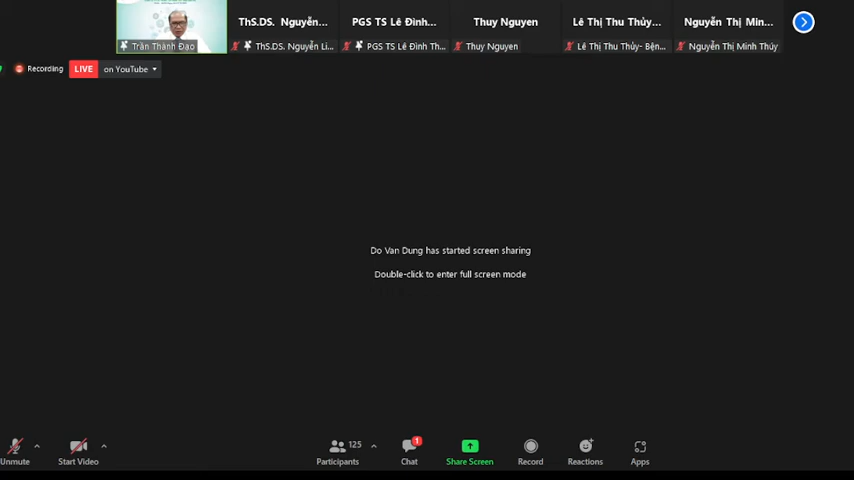 ThS.DS. Nguyễn...
PGS TS Lê Đình...
Thuy Nguyen
Lê Thị Thu Thủy...
Nguyễn Thị Min...
Trần Thành Đạo
ThS.DS. Nguyễn Li...
PGS TS Lê Đình Th...
Thuy Nguyen
Lê Thị Thu Thủy- Bện...
Nguyễn Thị Minh Thúy
Recording
LIVE
on YouTube
Do Van Dung has started screen sharing
Double-click to enter full screen mode
Unmute
Start Video
125
Participants
1
Chat
Share Screen
Record
Reactions
Apps